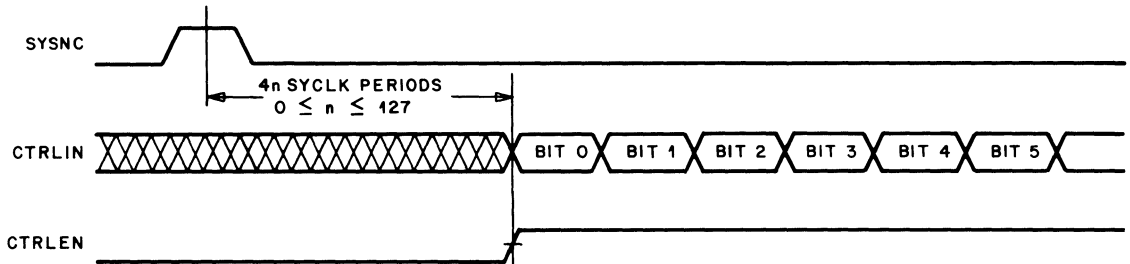 SYSNC
4n SYCLK PERIODS
0 ≤ n ≤ 127
CTRLIN
BIT 0 BIT 1 BIT 2 BIT 3 BIT 4 BIT 5
CTRLEN